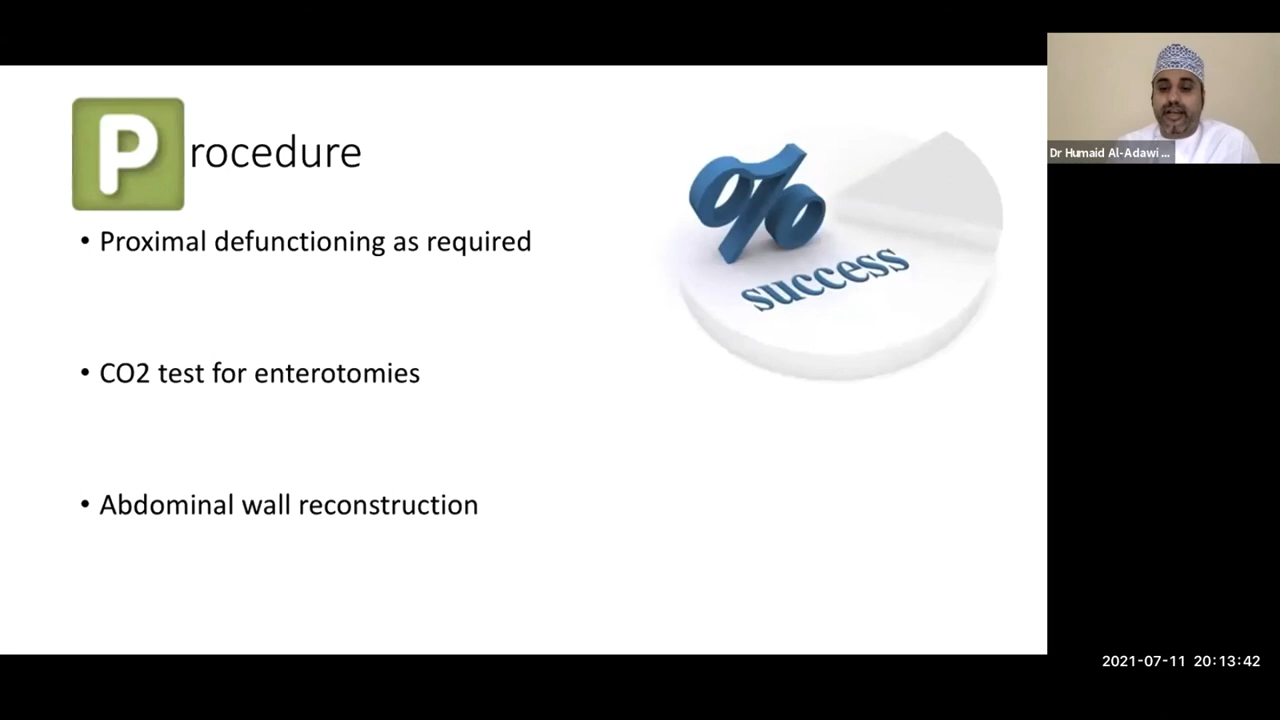 Procedure
• Proximal defunctioning as required
• CO2 test for enterotomies
• Abdominal wall reconstruction
%
success
Dr Humaid Al-Adawi ...
2021-07-11 20:13:42